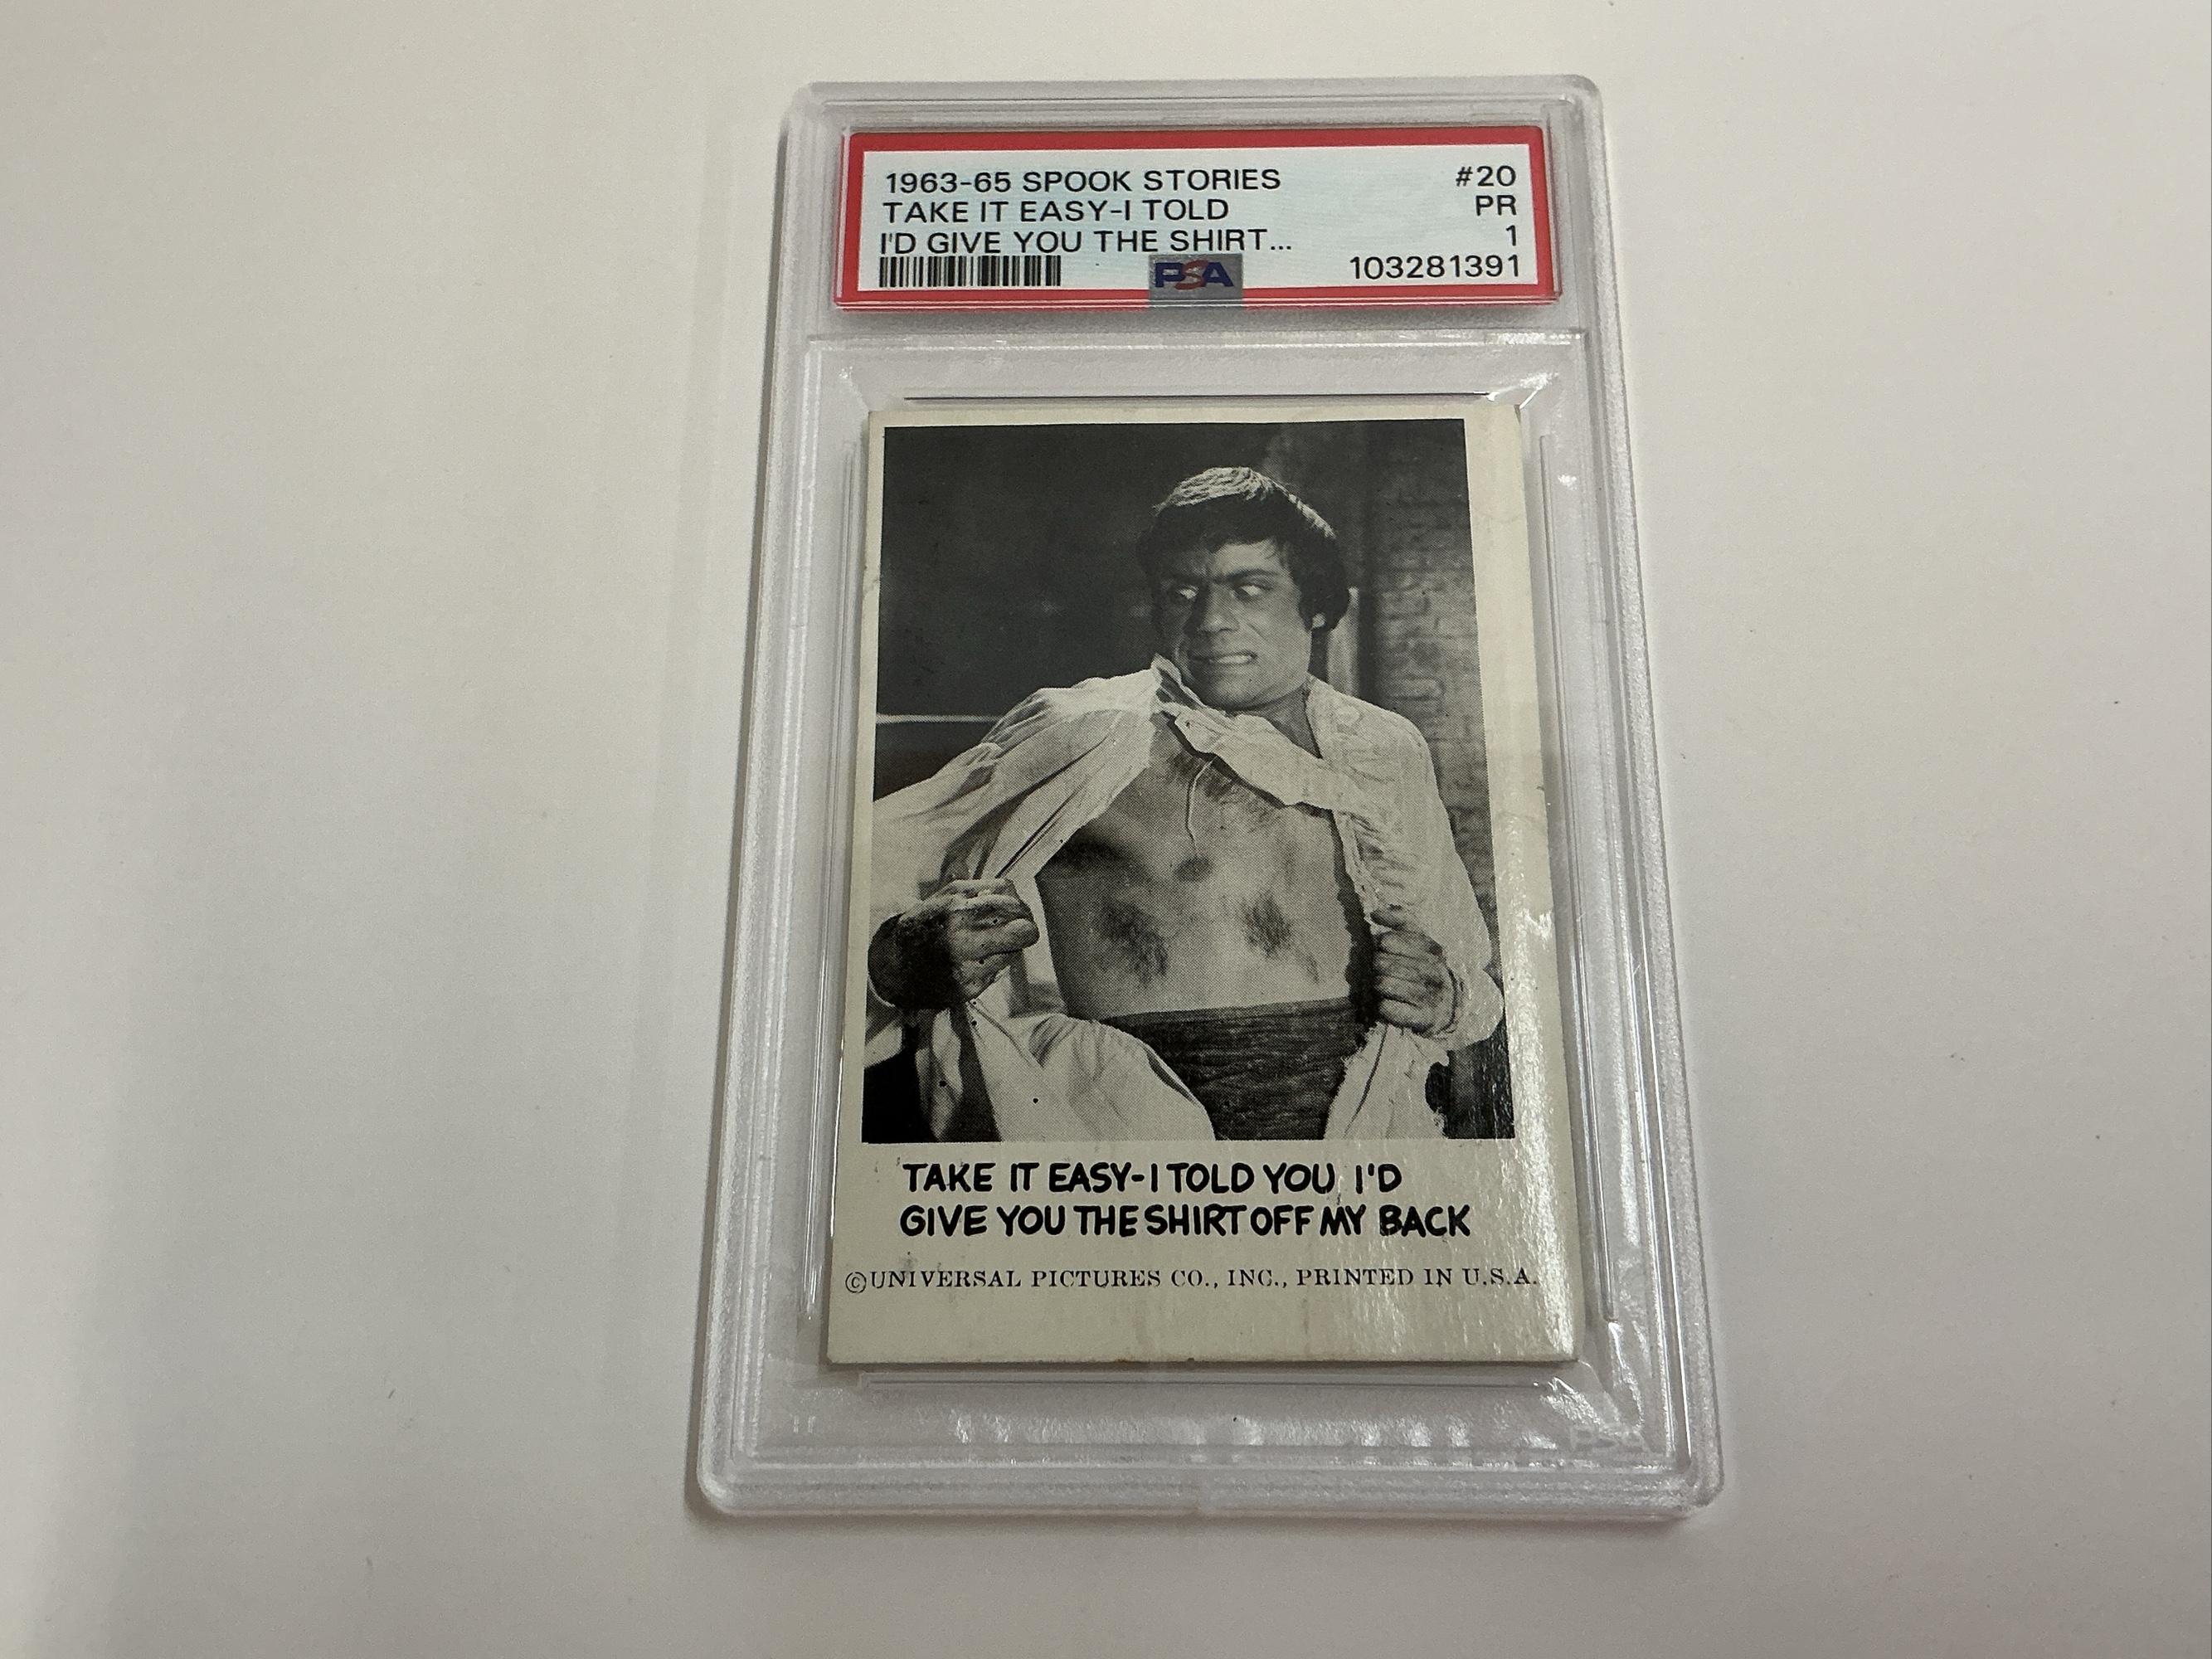 1963-65 SPOOK STORIES #20
TAKE IT EASY-I TOLD PR
I'D GIVE YOU THE SHIRT... 1
PSA 103281391
TAKE IT EASY-I TOLD YOU I'D
GIVE YOU THE SHIRT OFF MY BACK
©UNIVERSAL PICTURES CO., INC., PRINTED IN U.S.A.
PSA